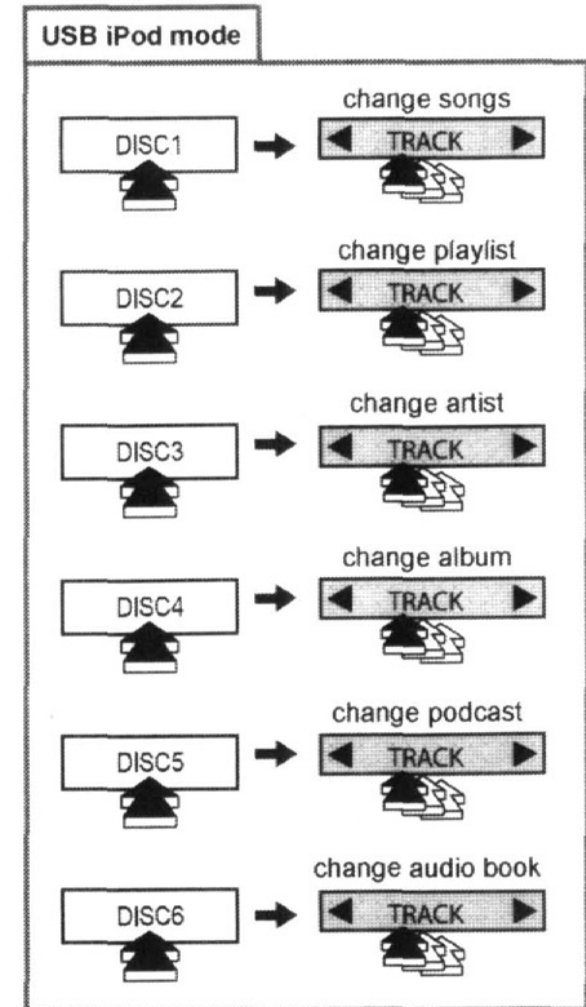 USB iPod mode
change songs
DISC1 TRACK
change playlist
DISC2 TRACK
change artist
DISC3 TRACK
change album
DISC4 TRACK
change podcast
DISC5 TRACK
change audio book
DISC6 TRACK